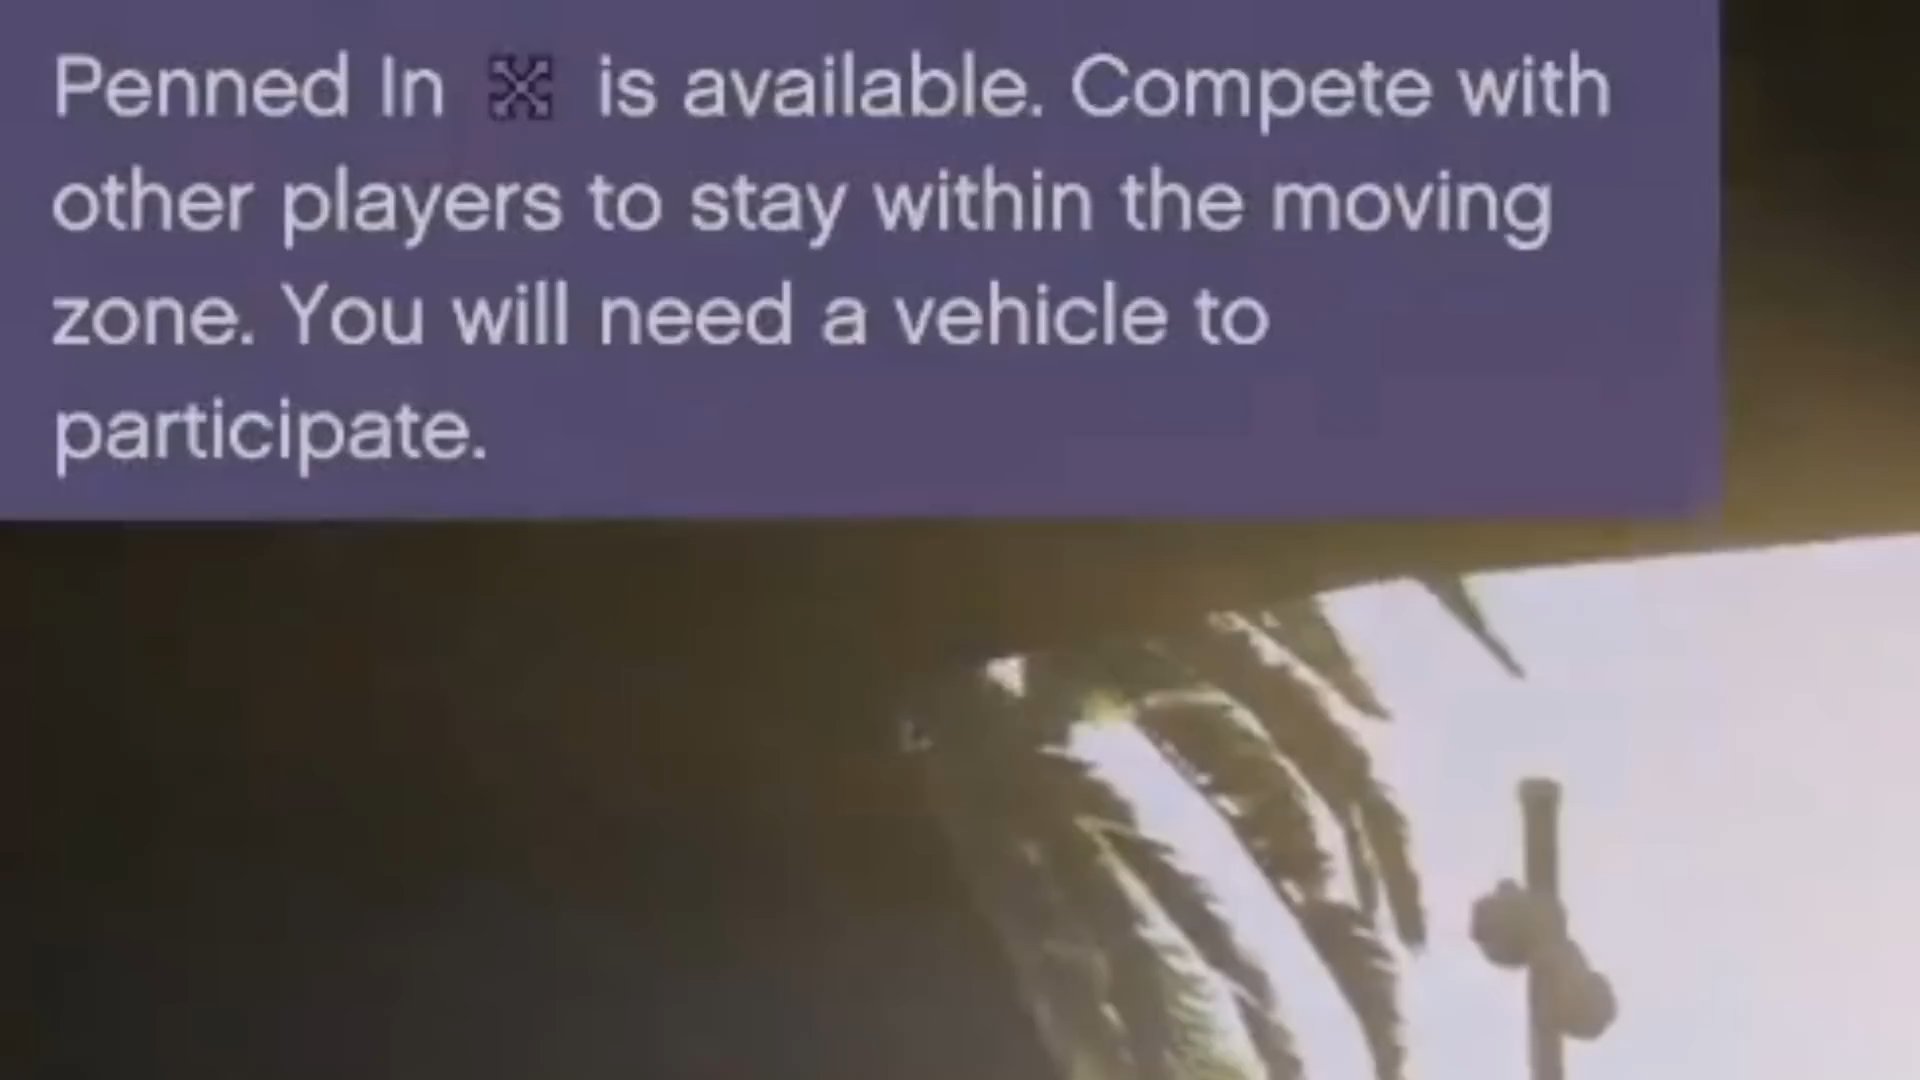 Penned In is available. Compete with
other players to stay within the moving
zone. You will need a vehicle to
participate.